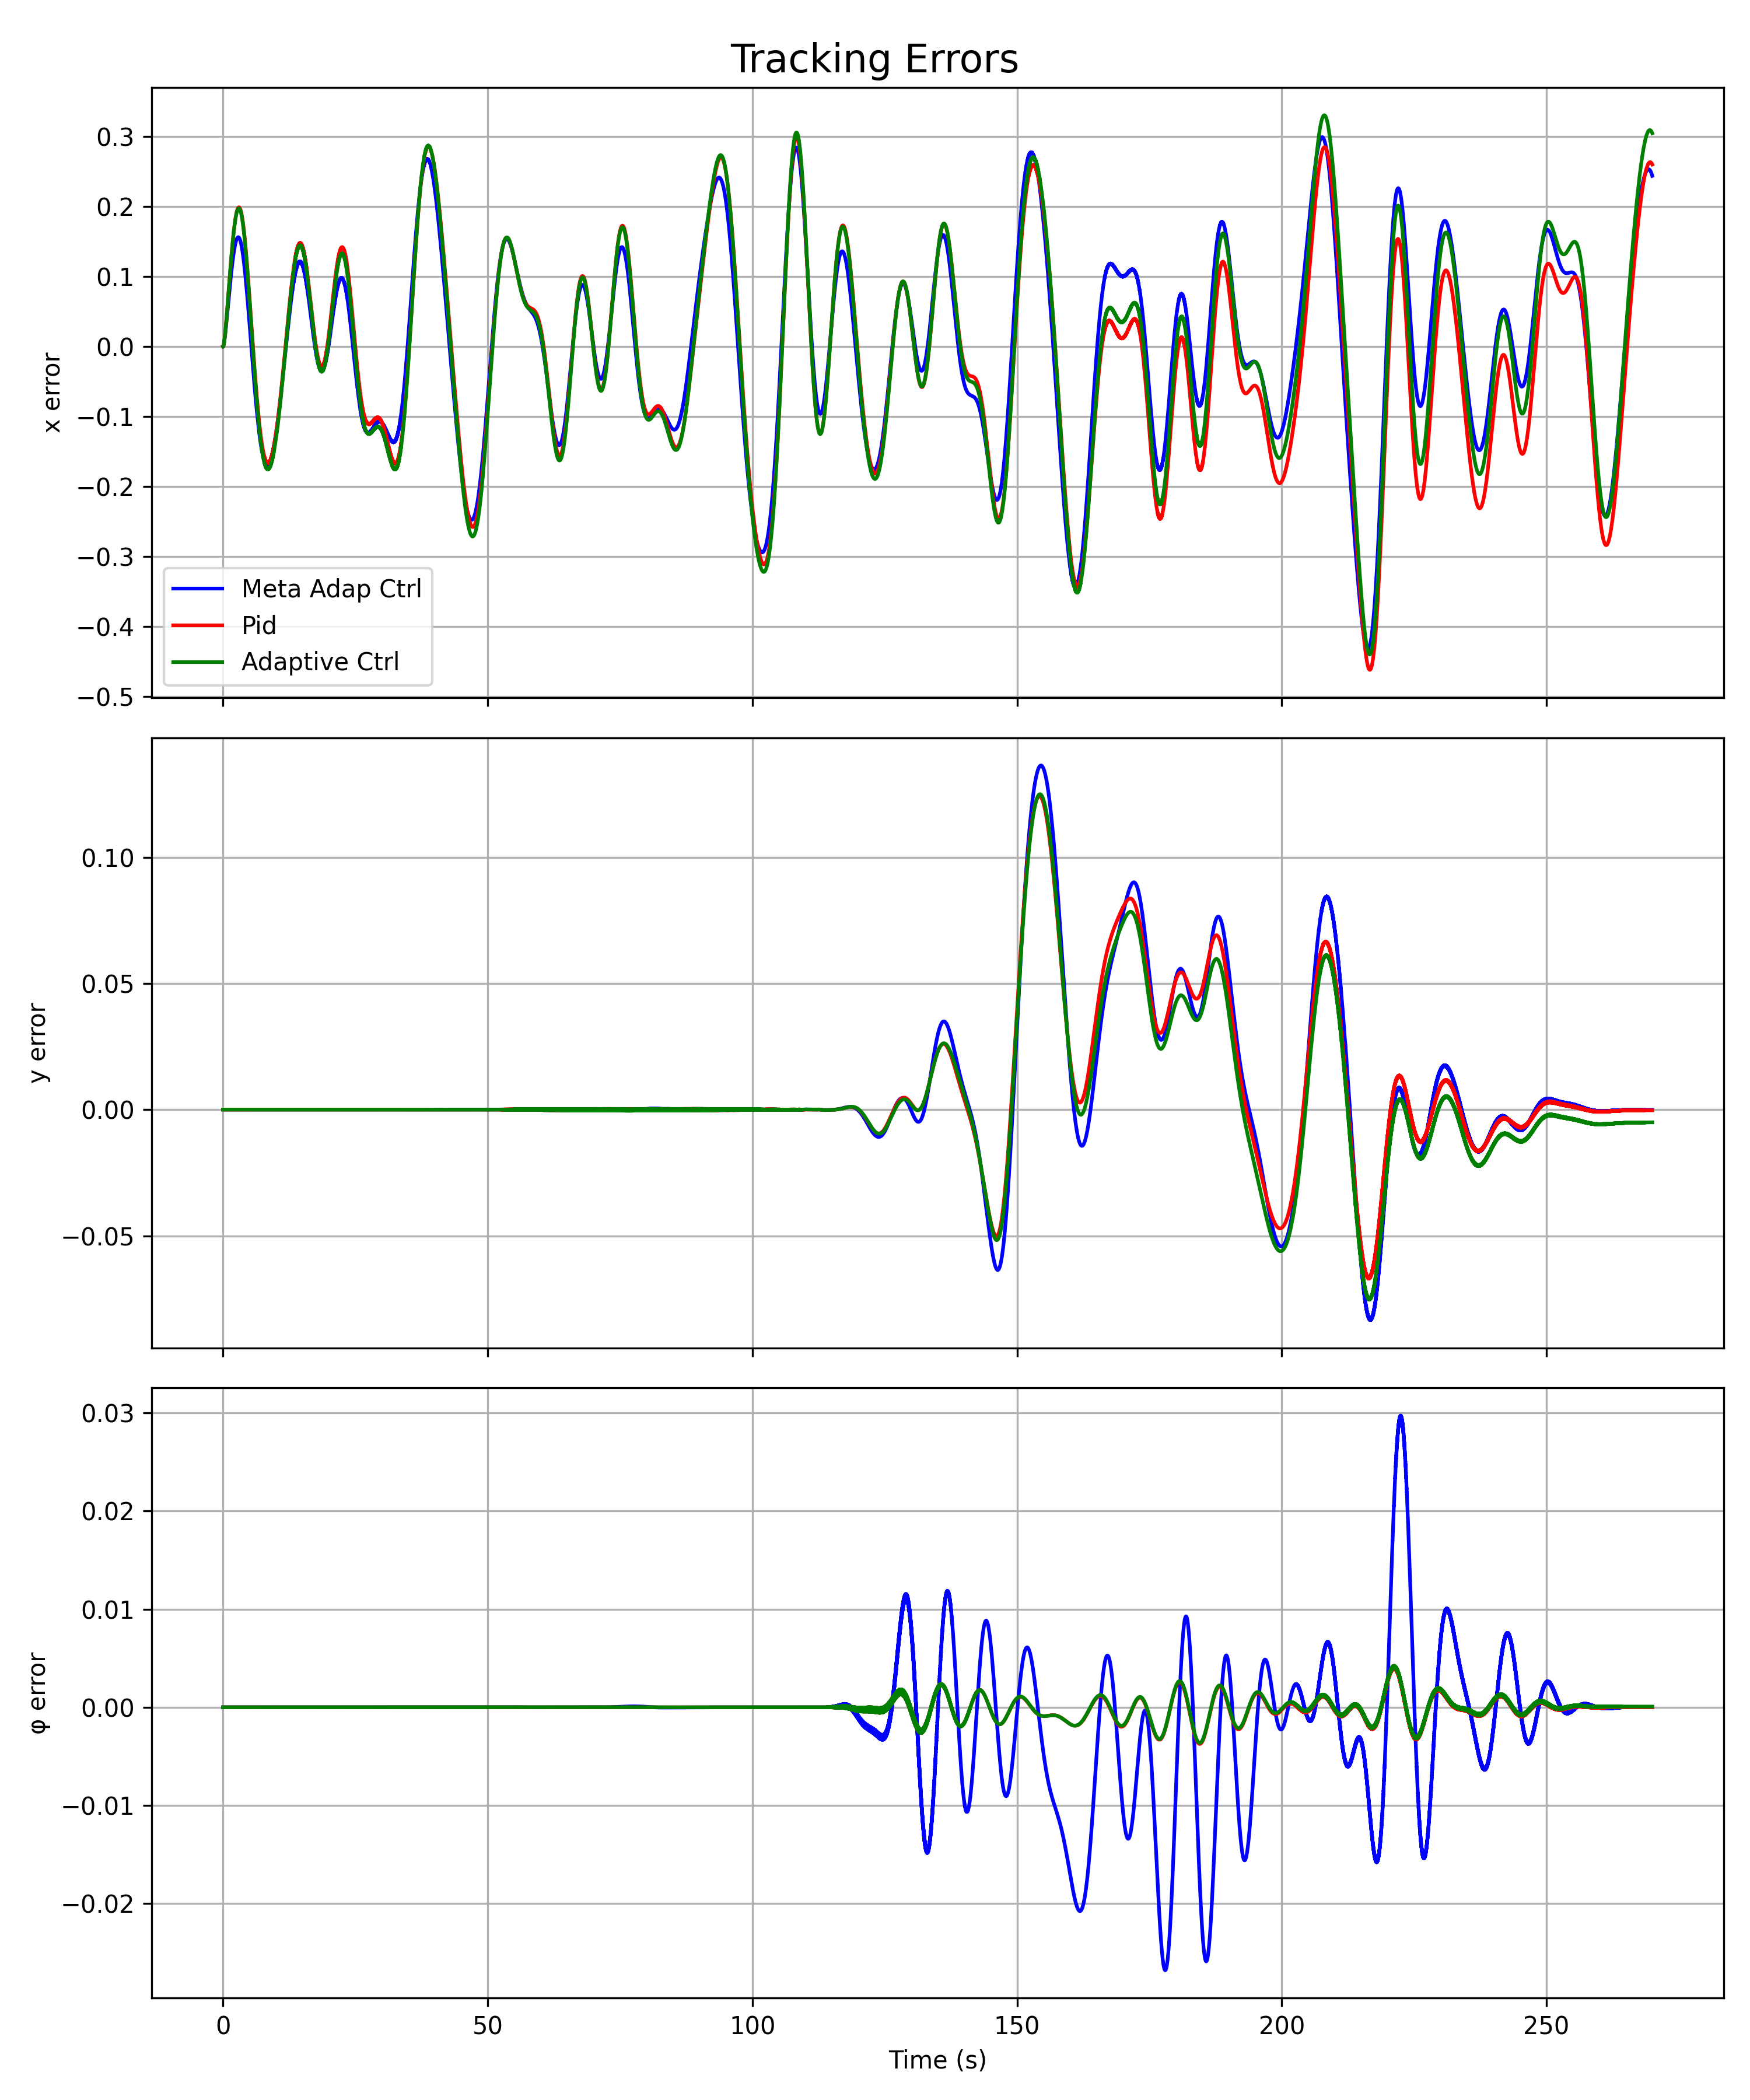 Tracking Errors
0.3
0.2
0.1
0.0
−0.1
−0.2
−0.3
−0.4
−0.5
x error
Meta Adap Ctrl
Pid
Adaptive Ctrl
0.10
0.05
0.00
−0.05
y error
0.03
0.02
0.01
0.00
−0.01
−0.02
φ error
0 50 100 150 200 250
Time (s)